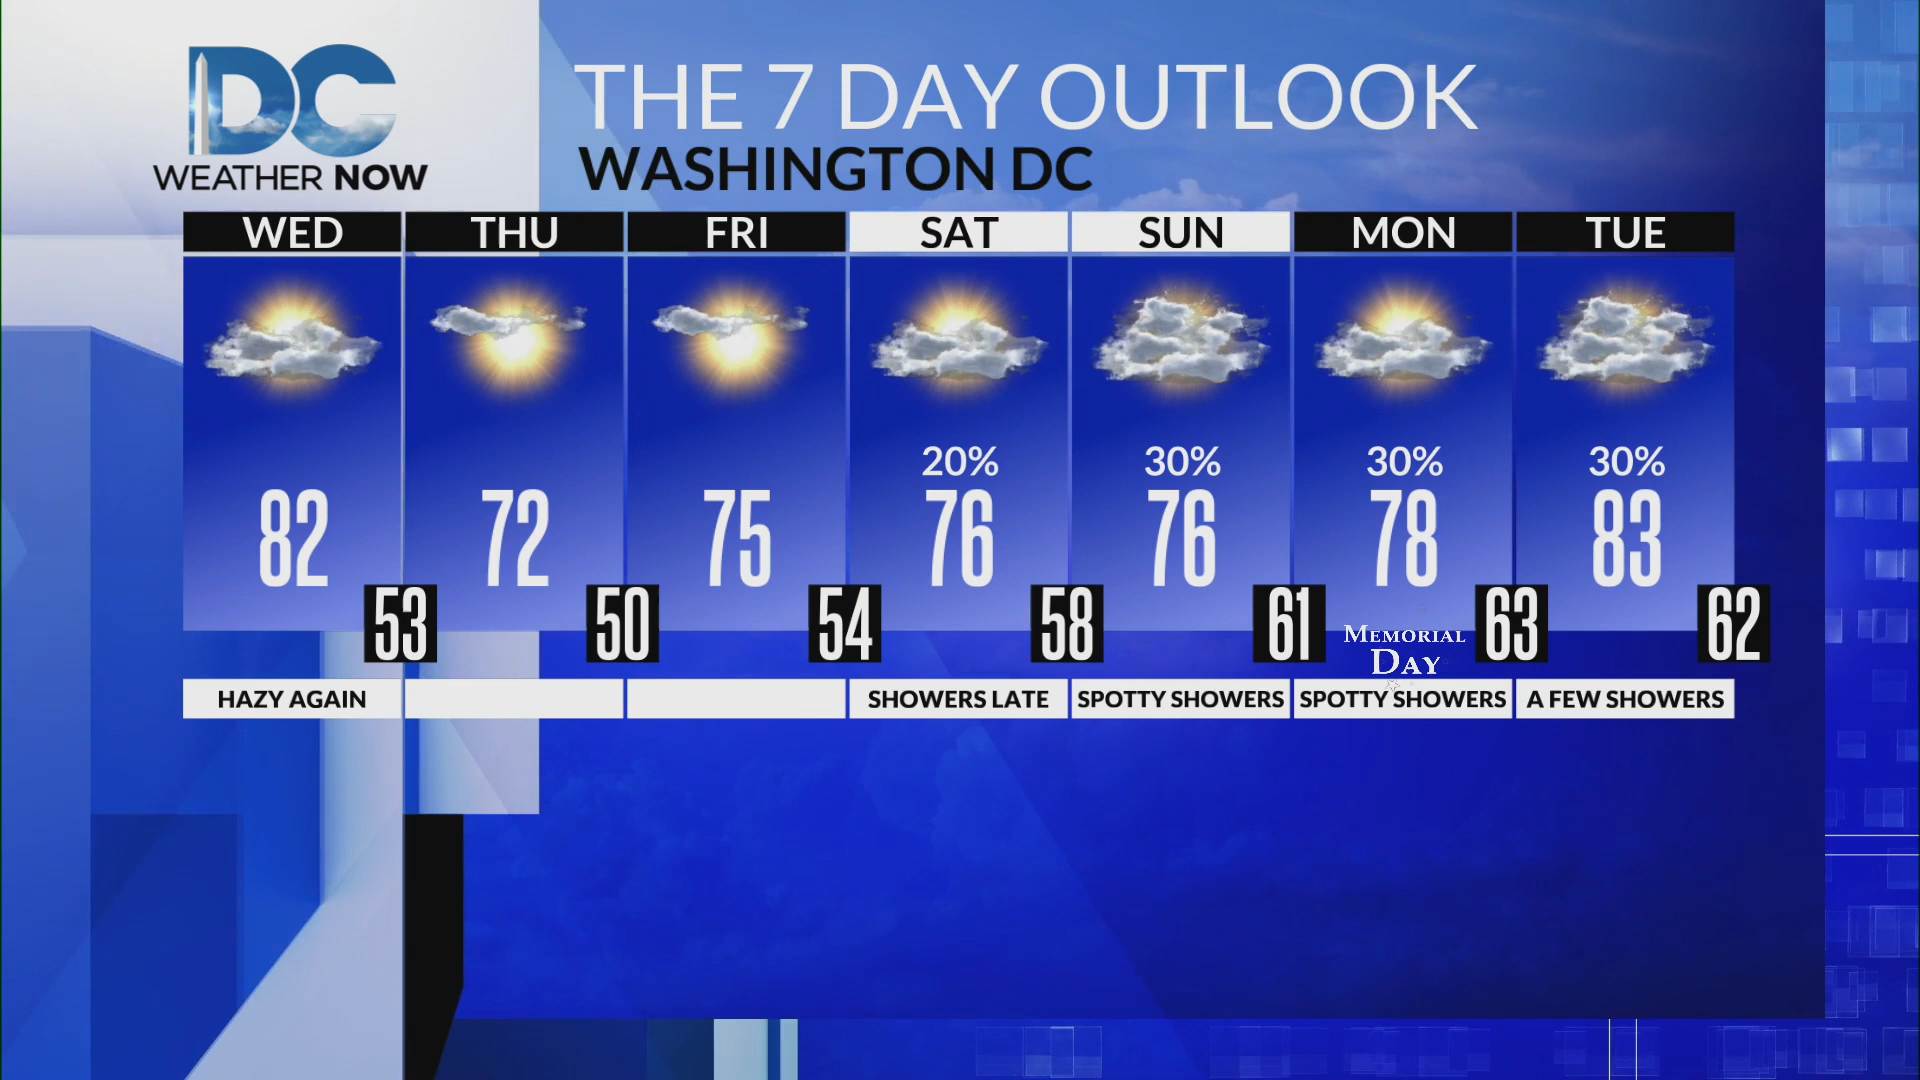 DC
WEATHER NOW
THE 7 DAY OUTLOOK
WASHINGTON DC
WED THU FRI SAT SUN MON TUE
20% 30% 30% 30%
82 72 75 76 76 78 83
53 50 54 58 61 63 62
MEMORIAL
DAY
HAZY AGAIN SHOWERS LATE SPOTTY SHOWERS SPOTTY SHOWERS A FEW SHOWERS